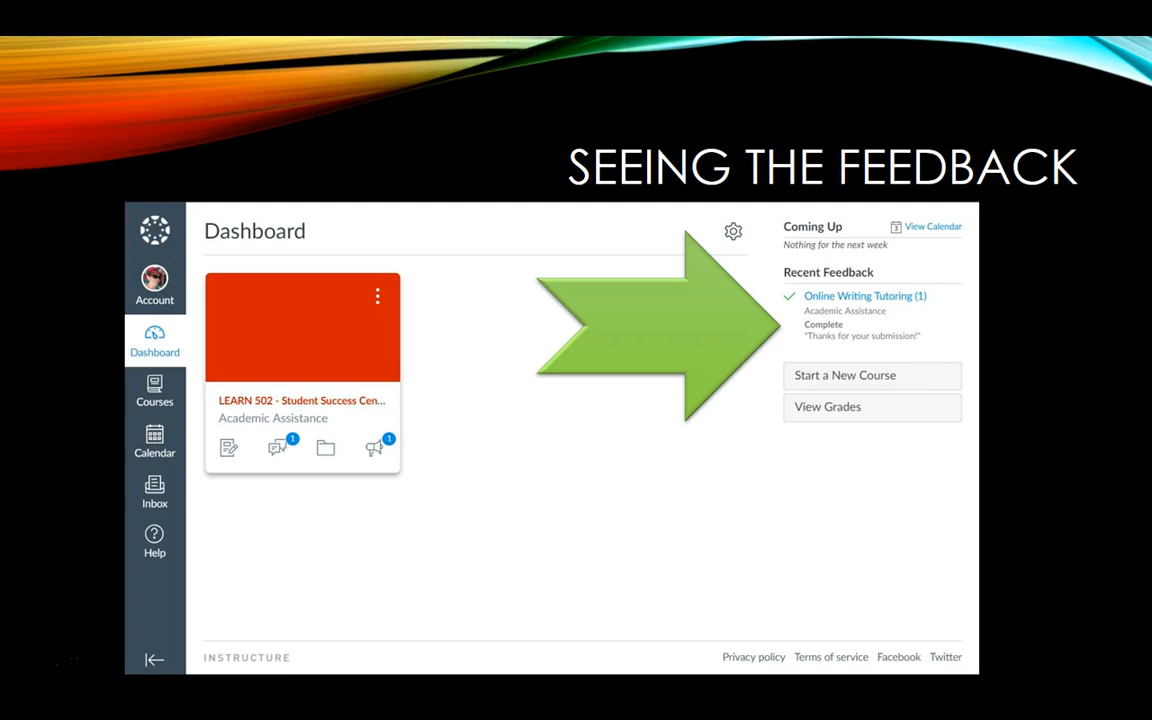 SEEING THE FEEDBACK
Dashboard
Coming Up
3
View Calendar
Nothing for the next week
Recent Feedback
Online Writing Tutoring (1)
Academic Assistance
Complete
"Thanks for your submission!"
Start a New Course
View Grades
LEARN 502 - Student Success Cen...
Academic Assistance
1
1
Account
Dashboard
Courses
Calendar
Inbox
?
Help
INSTRUCTURE
Privacy policy Terms of service Facebook Twitter